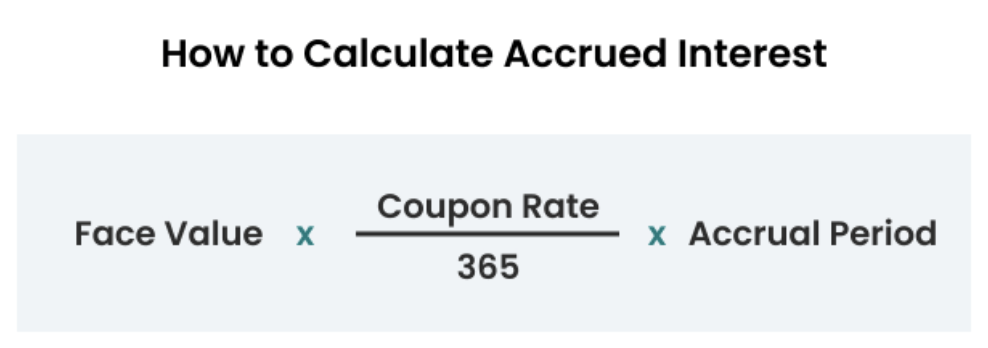 How to Calculate Accrued Interest
Face Value x Coupon Rate x Accrual Period
365